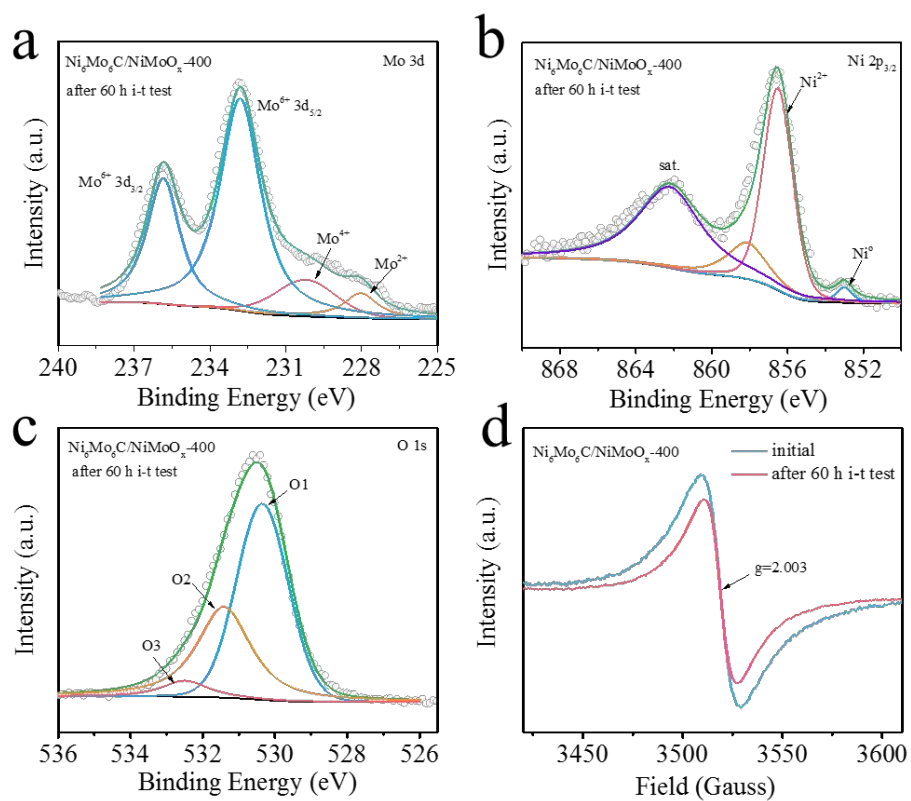 a
Ni₆Mo₆C/NiMoOₓ-400
after 60 h i-t test
Mo 3d
Mo⁶⁺ 3d₅/₂
Mo⁶⁺ 3d₃/₂
Mo⁴⁺
Mo²⁺
Intensity (a.u.)
240 237 234 231 228 225
Binding Energy (eV)
b
Ni₆Mo₆C/NiMoOₓ-400
after 60 h i-t test
Ni 2p₃/₂
Ni²⁺
sat.
Ni⁰
Intensity (a.u.)
868 864 860 856 852
Binding Energy (eV)
c
Ni₆Mo₆C/NiMoOₓ-400
after 60 h i-t test
O 1s
O1
O2
O3
Intensity (a.u.)
536 534 532 530 528 526
Binding Energy (eV)
d
Ni₆Mo₆C/NiMoOₓ-400
initial
after 60 h i-t test
g=2.003
Intensity (a.u.)
3450 3500 3550 3600
Field (Gauss)